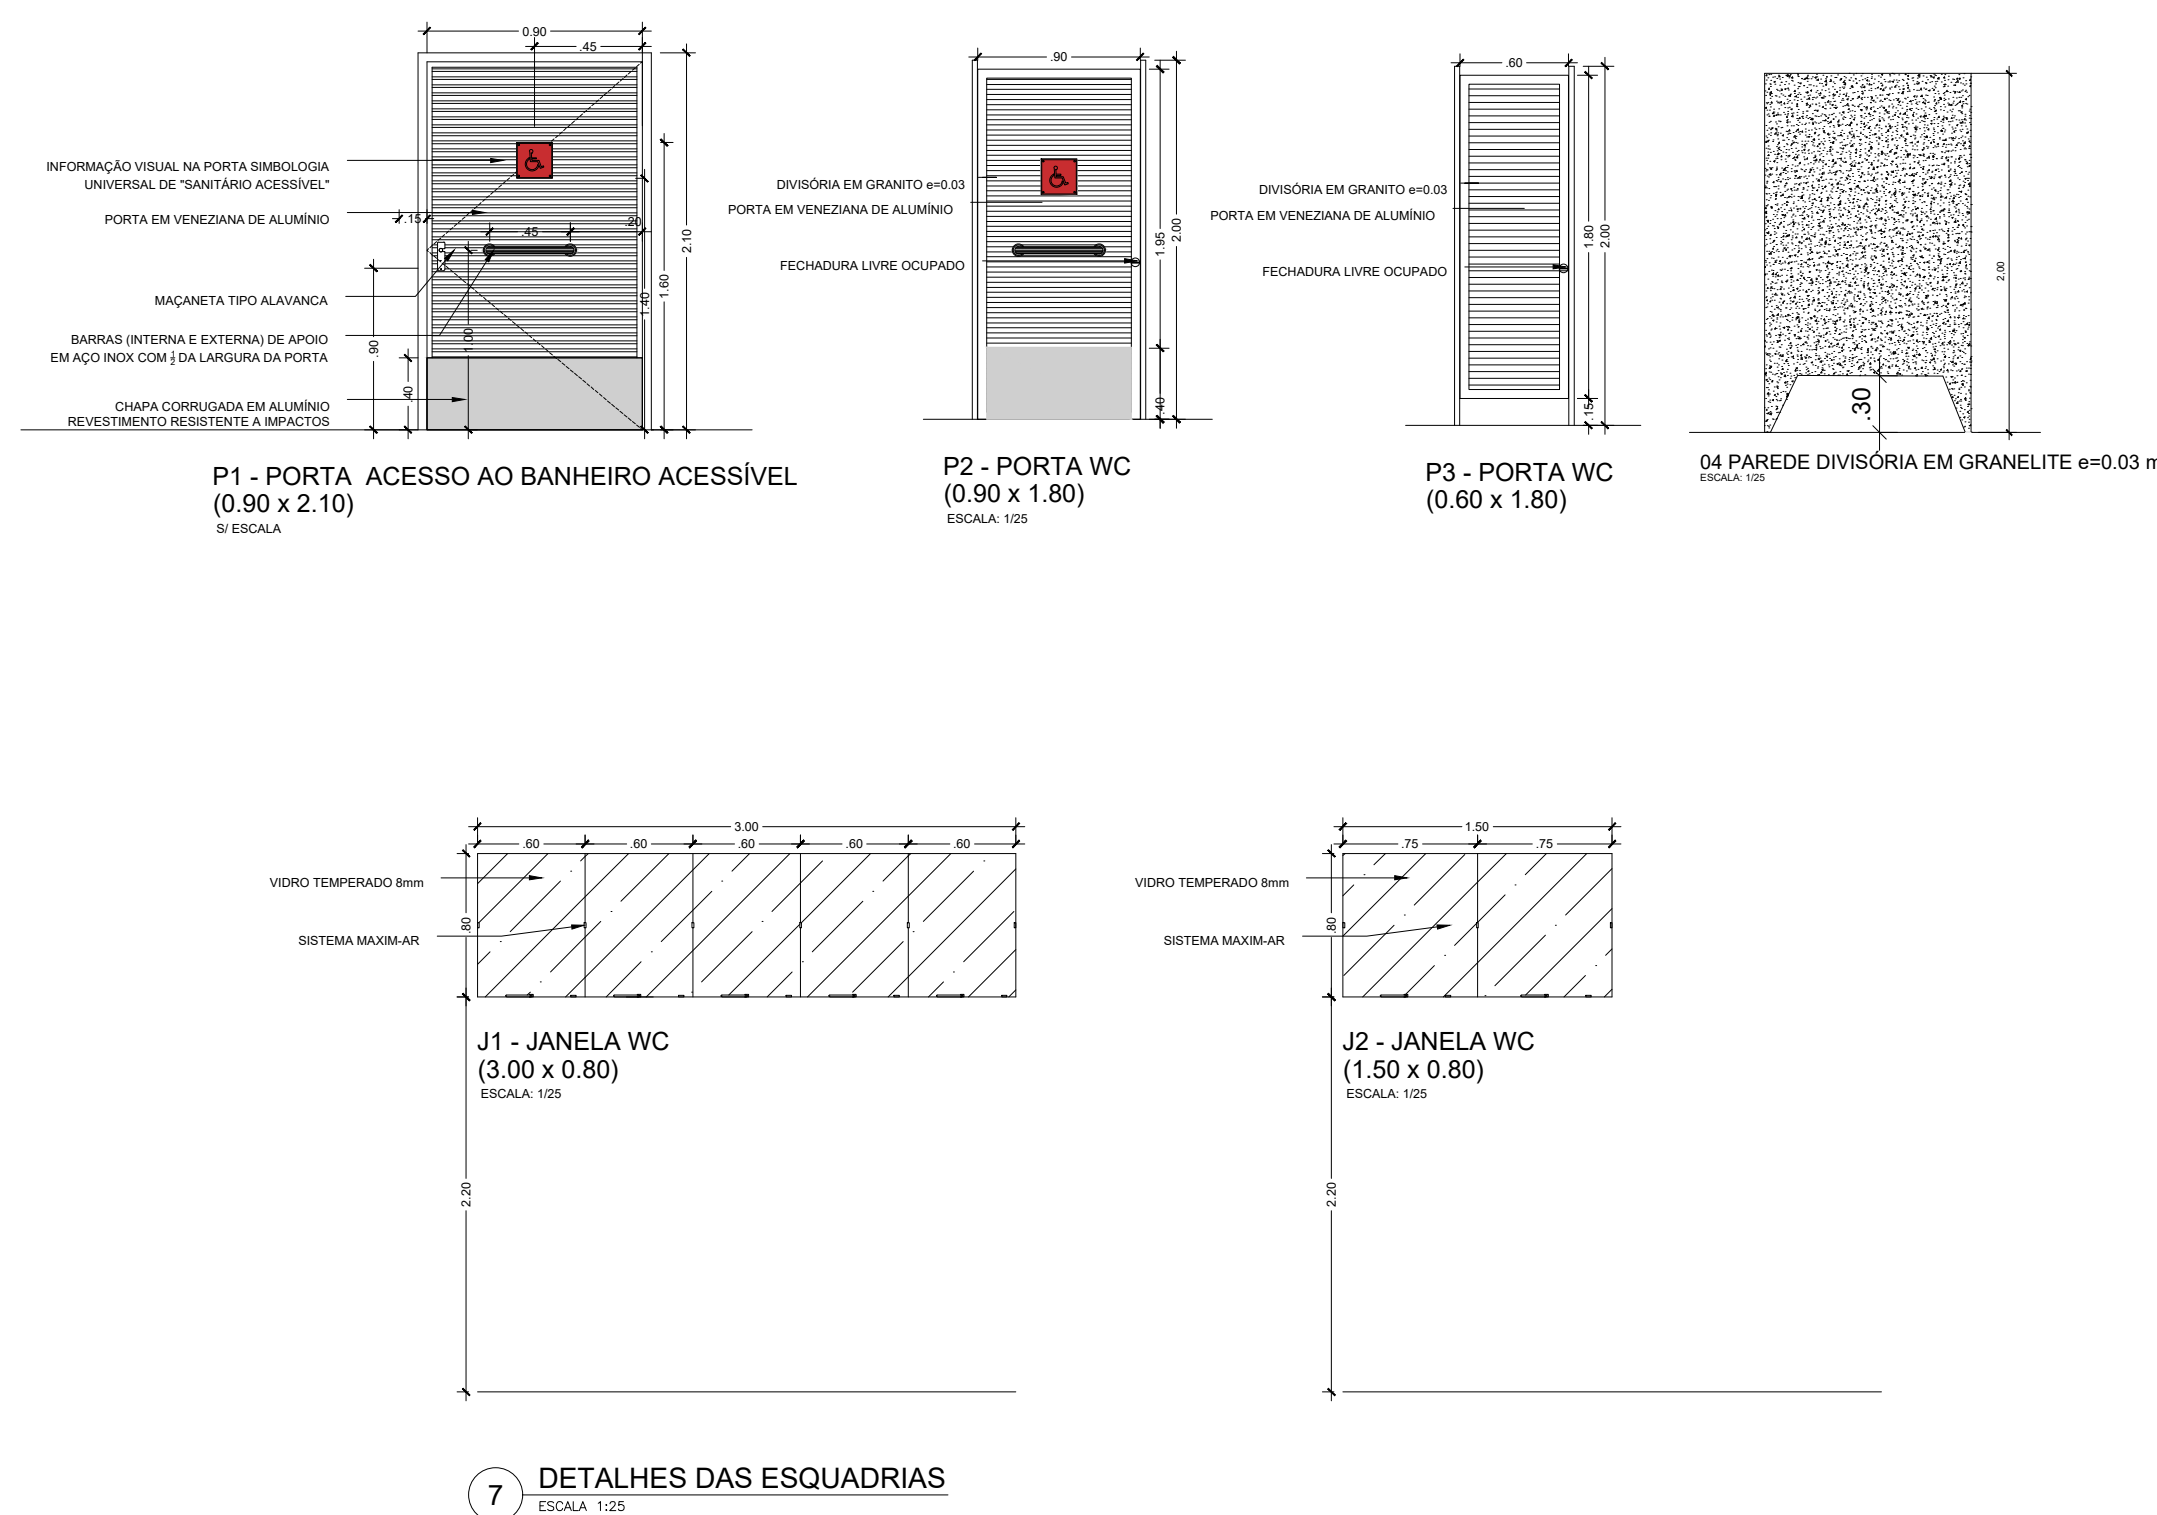 0.90
.45
INFORMAÇÃO VISUAL NA PORTA SIMBOLOGIA
UNIVERSAL DE "SANITÁRIO ACESSÍVEL"
PORTA EM VENEZIANA DE ALUMÍNIO
.15
.45
.20
MAÇANETA TIPO ALAVANCA
BARRAS (INTERNA E EXTERNA) DE APOIO
EM AÇO INOX COM ½ DA LARGURA DA PORTA
CHAPA CORRUGADA EM ALUMÍNIO
REVESTIMENTO RESISTENTE A IMPACTOS
.90
.40
1.00
1.40
1.60
2.10
P1 - PORTA ACESSO AO BANHEIRO ACESSÍVEL
(0.90 x 2.10)
S/ ESCALA
.90
DIVISÓRIA EM GRANITO e=0.03
PORTA EM VENEZIANA DE ALUMÍNIO
FECHADURA LIVRE OCUPADO
1.95
2.00
.40
P2 - PORTA WC
(0.90 x 1.80)
ESCALA: 1/25
.60
DIVISÓRIA EM GRANITO e=0.03
PORTA EM VENEZIANA DE ALUMÍNIO
FECHADURA LIVRE OCUPADO
1.80
2.00
.15
P3 - PORTA WC
(0.60 x 1.80)
2.00
.30
04 PAREDE DIVISÓRIA EM GRANELITE e=0.03 m
ESCALA: 1/25
3.00
.60
.60
.60
.60
.60
VIDRO TEMPERADO 8mm
.80
SISTEMA MAXIM-AR
J1 - JANELA WC
(3.00 x 0.80)
ESCALA: 1/25
2.20
1.50
.75
.75
VIDRO TEMPERADO 8mm
.80
SISTEMA MAXIM-AR
J2 - JANELA WC
(1.50 x 0.80)
ESCALA: 1/25
2.20
7
DETALHES DAS ESQUADRIAS
ESCALA 1:25